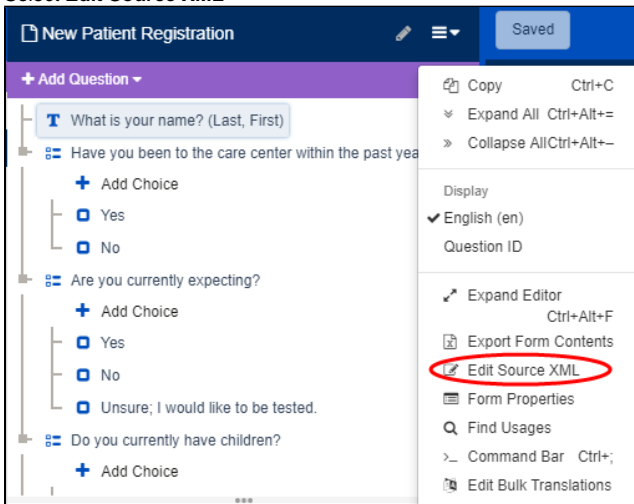 New Patient Registration
Saved
+ Add Question
T What is your name? (Last, First)
Have you been to the care center within the past yea
+ Add Choice
Yes
No
Are you currently expecting?
+ Add Choice
Yes
No
Unsure; I would like to be tested.
Do you currently have children?
+ Add Choice
Copy Ctrl+C
Expand All Ctrl+Alt+=
Collapse All Ctrl+Alt+–
Display
English (en)
Question ID
Expand Editor
Ctrl+Alt+F
Export Form Contents
Edit Source XML
Form Properties
Find Usages
Command Bar Ctrl+;
Edit Bulk Translations